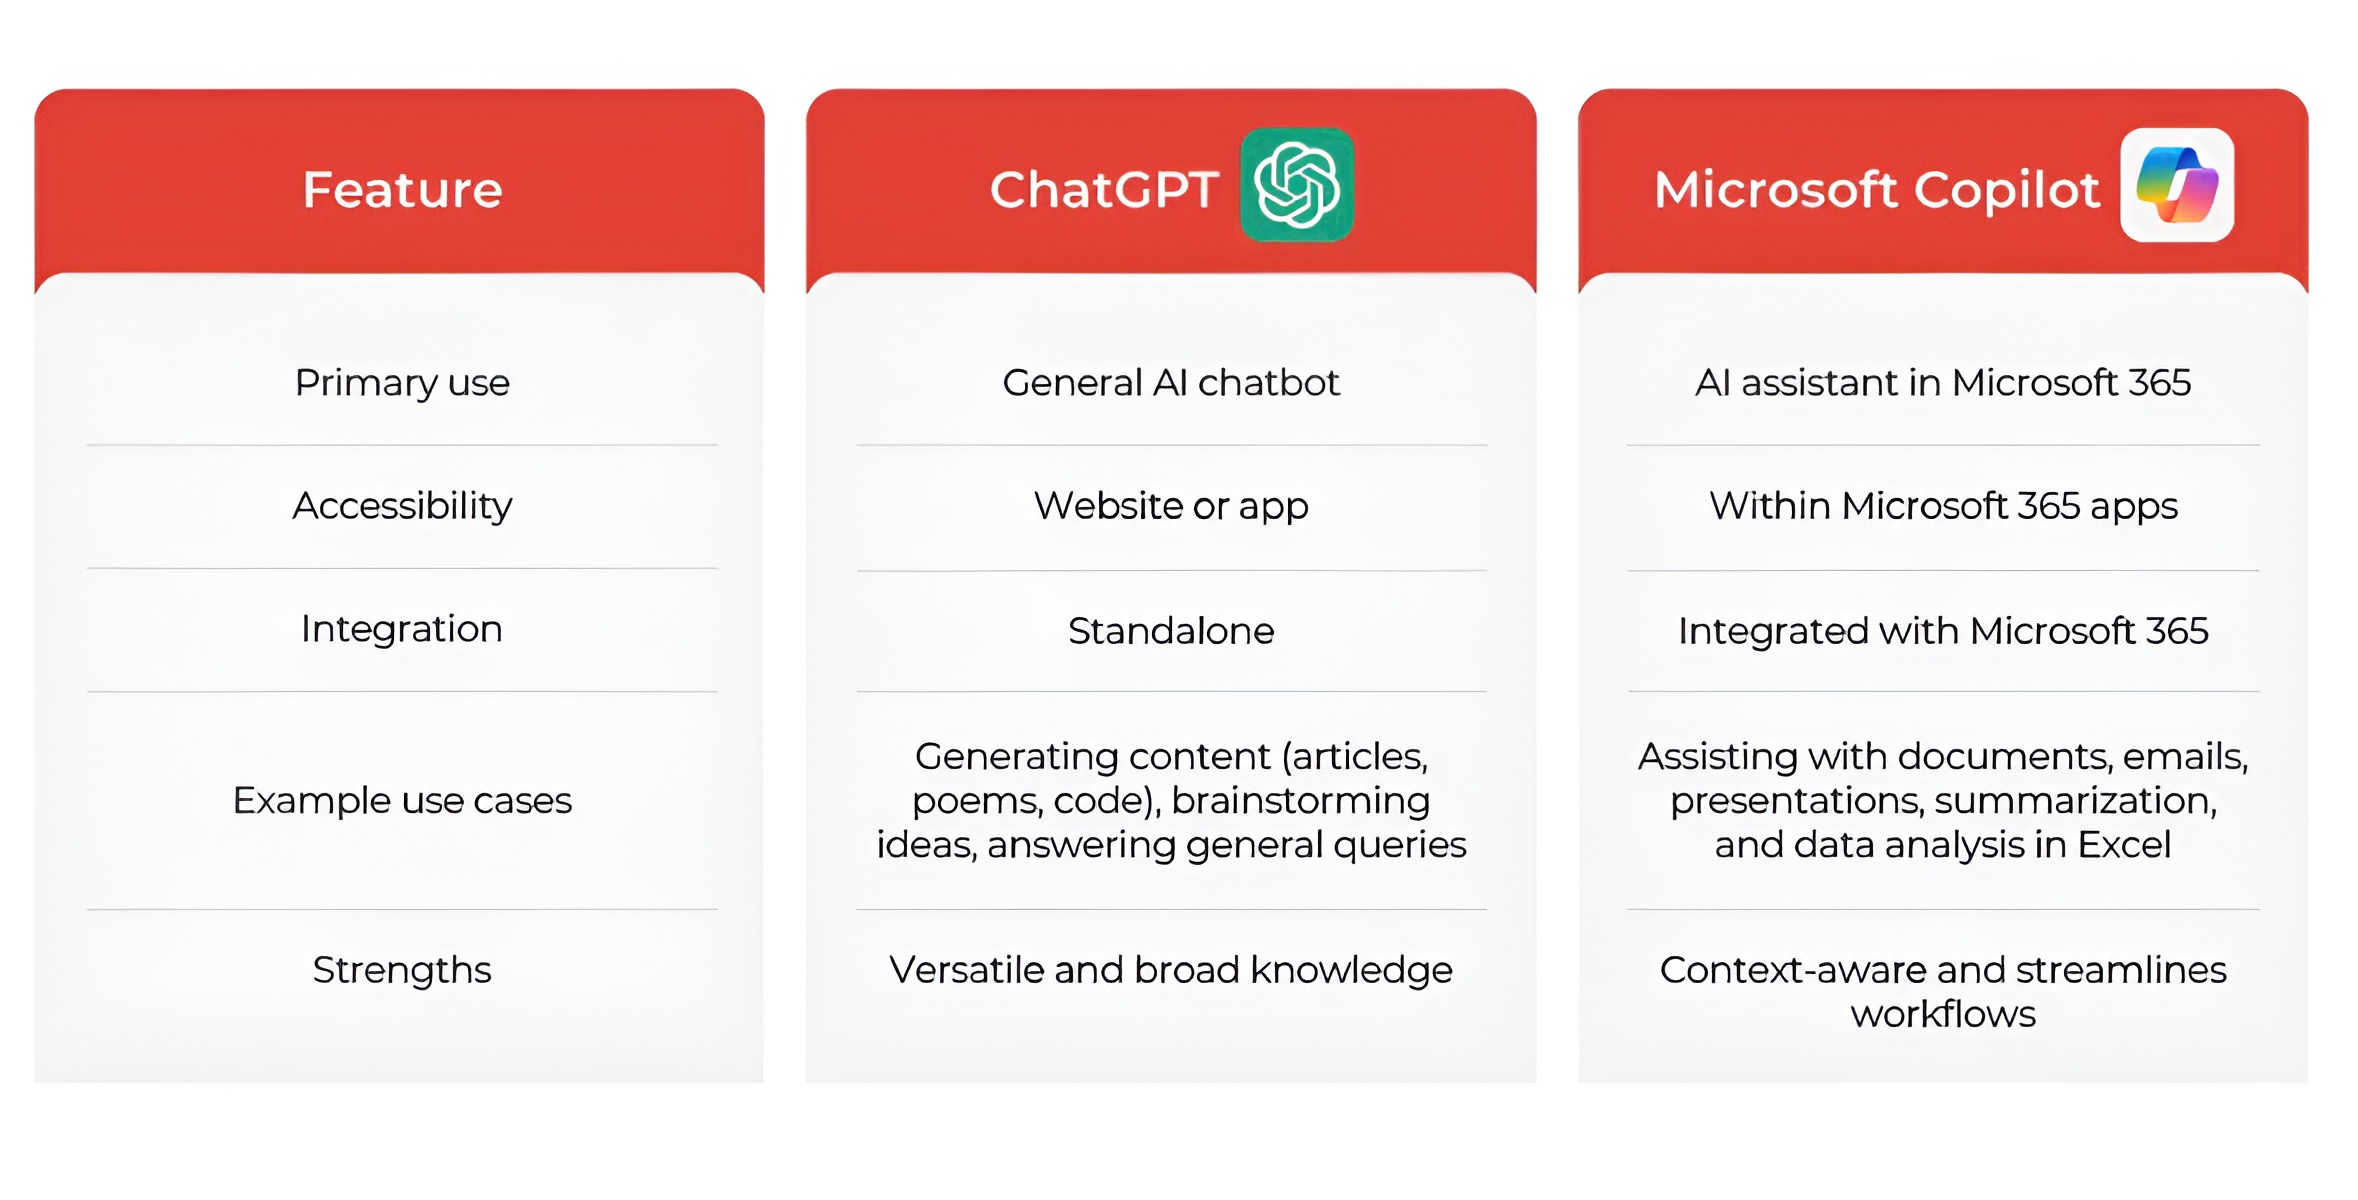 Feature
ChatGPT
Microsoft Copilot
Primary use
General AI chatbot
AI assistant in Microsoft 365
Accessibility
Website or app
Within Microsoft 365 apps
Integration
Standalone
Integrated with Microsoft 365
Example use cases
Generating content (articles,
poems, code), brainstorming
ideas, answering general queries
Assisting with documents, emails,
presentations, summarization,
and data analysis in Excel
Strengths
Versatile and broad knowledge
Context-aware and streamlines
workflows